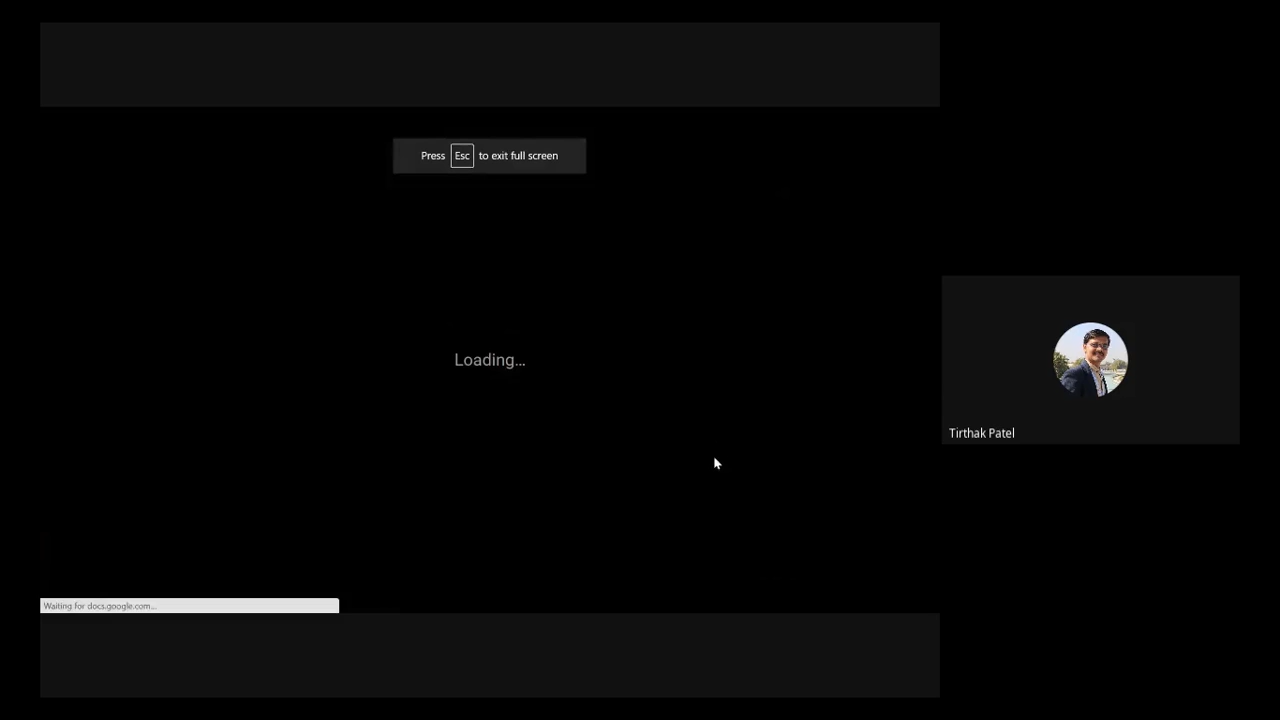 Press Esc to exit full screen
Loading...
Tirthak Patel
Waiting for docs.google.com...